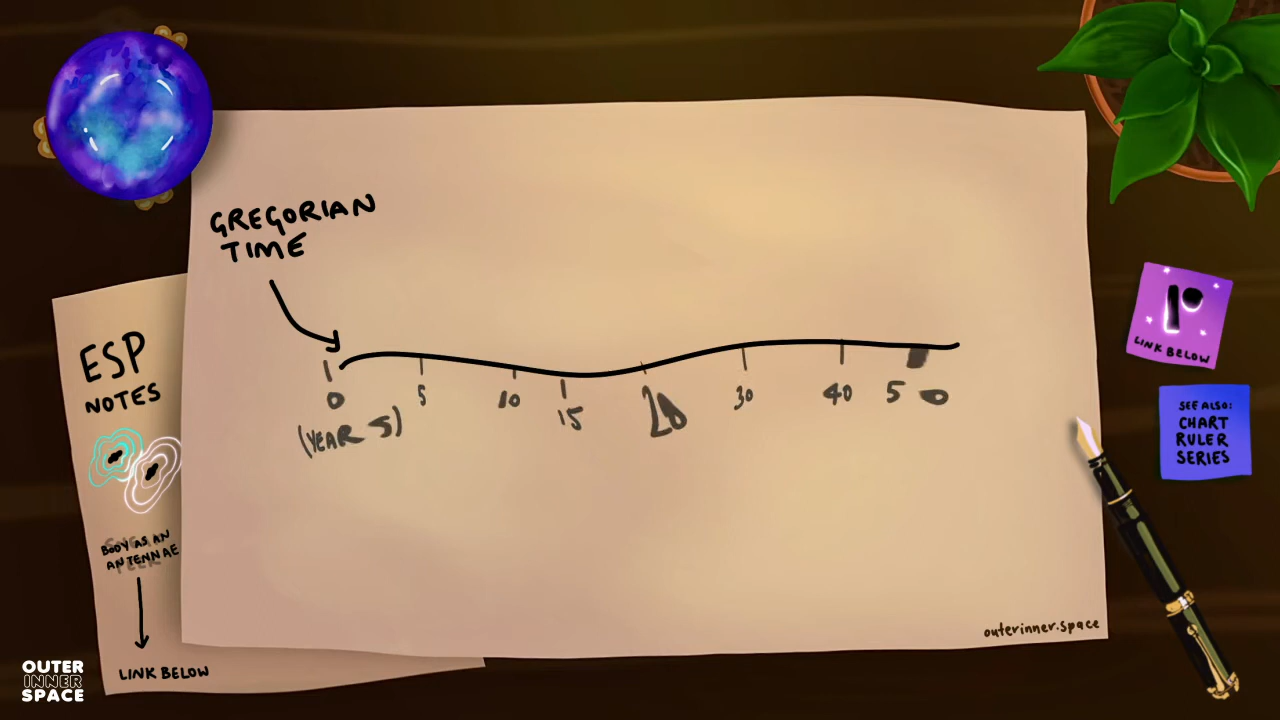 GREGORIAN
TIME
0 5 10 15 20 30 40 50
(YEAR S)
ESP
NOTES
BODY AS AN
ANTENNAE
LINK BELOW
LINK BELOW
SEE ALSO:
CHART
RULER
SERIES
outerinner.space
OUTER
INNER
SPACE